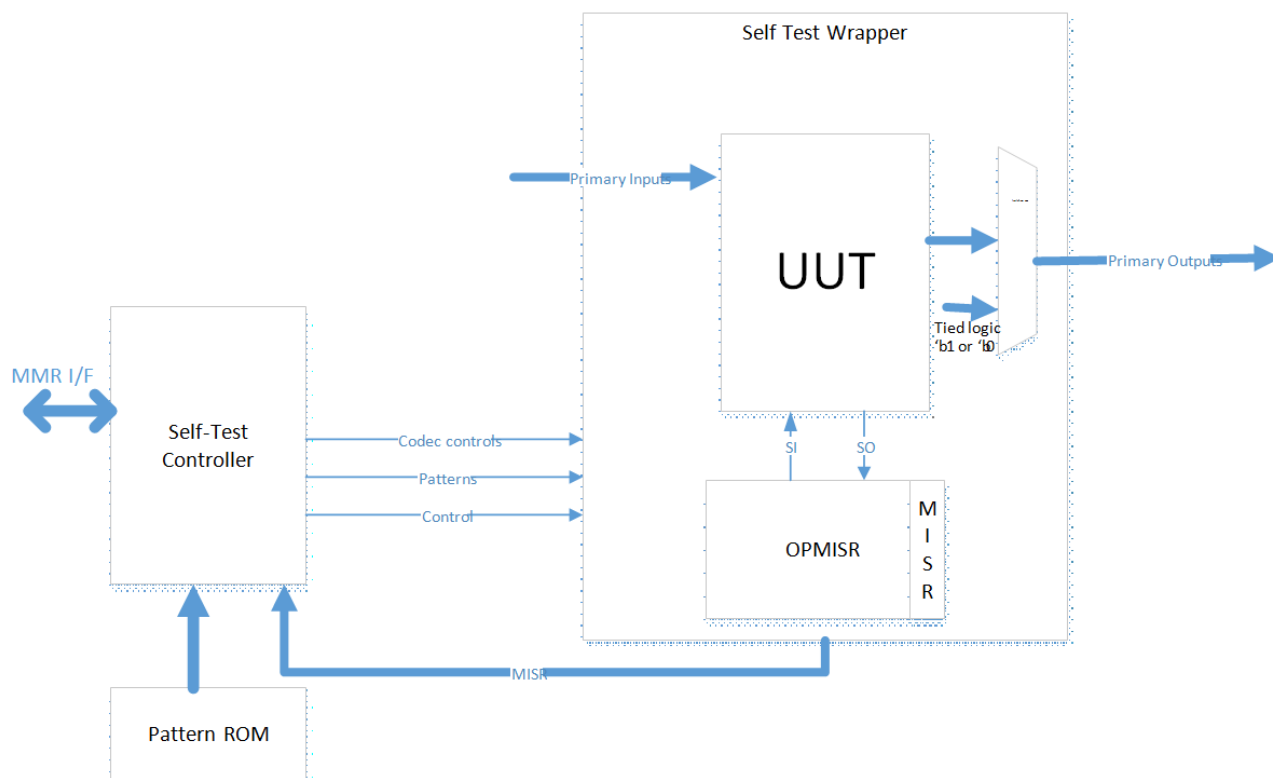 Self Test Wrapper
Primary Inputs
UUT
Primary Outputs
Tied logic
‘b1 or ‘b0
MMR I/F
Self-Test
Controller
Codec controls
Patterns
Control
SI
SO
OPMISR
M
I
S
R
MISR
Pattern ROM